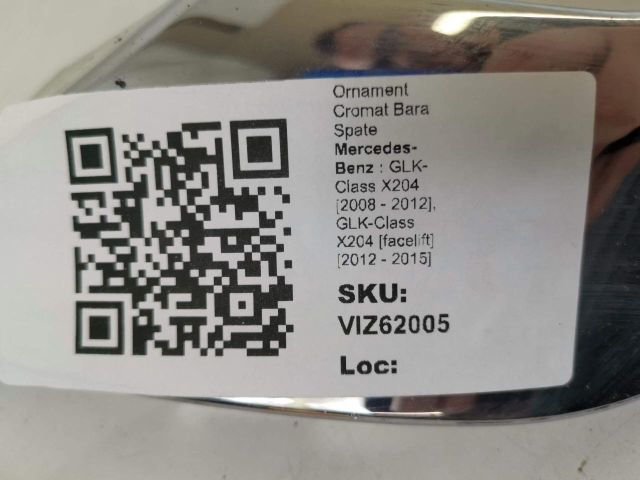 Ornament
Cromat Bara
Spate
Mercedes-
Benz : GLK-
Class X204
[2008 - 2012],
GLK-Class
X204 [facelift]
[2012 - 2015]
SKU:
VIZ62005
Loc: